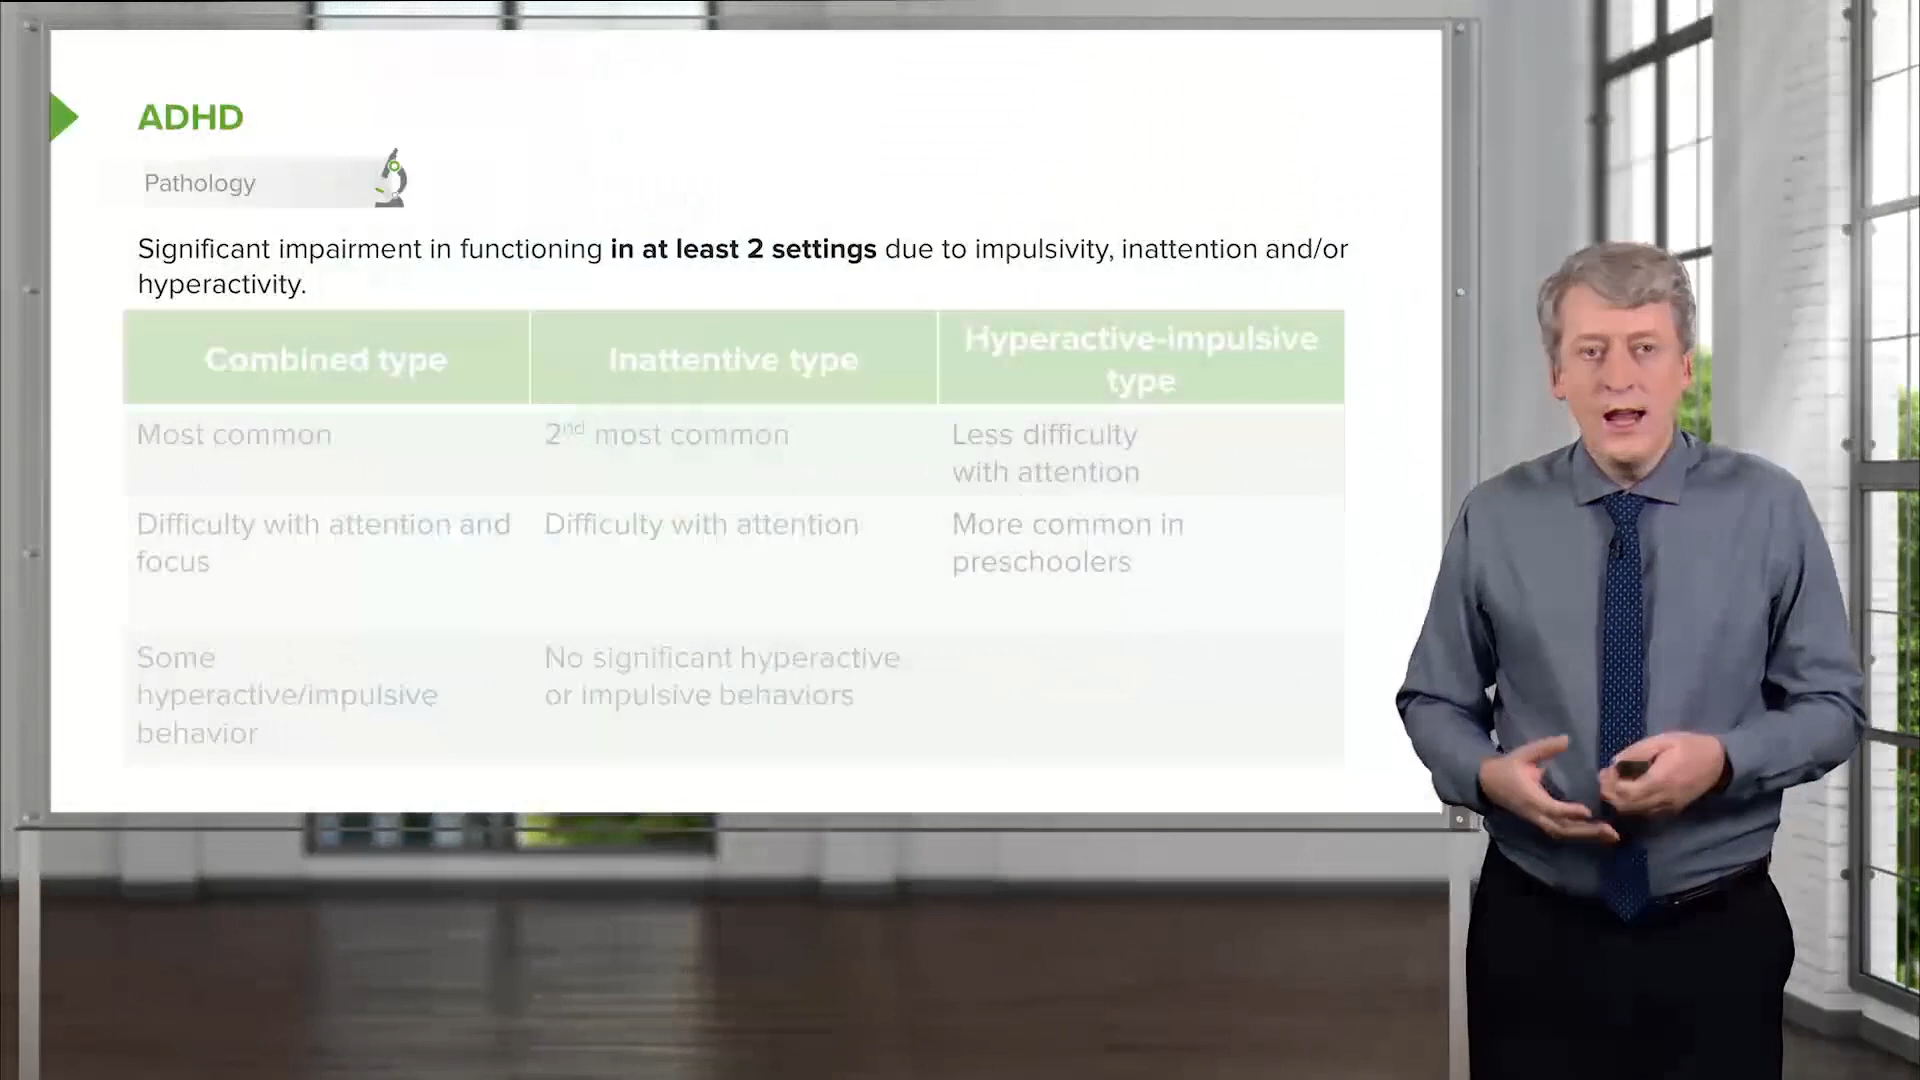 ADHD
Pathology
Significant impairment in functioning in at least 2 settings due to impulsivity, inattention and/or
hyperactivity.
Combined type
Inattentive type
Hyperactive-impulsive
type
Most common
2nd most common
Less difficulty
with attention
Difficulty with attention and
focus
Difficulty with attention
More common in
preschoolers
Some
hyperactive/impulsive
behavior
No significant hyperactive
or impulsive behaviors